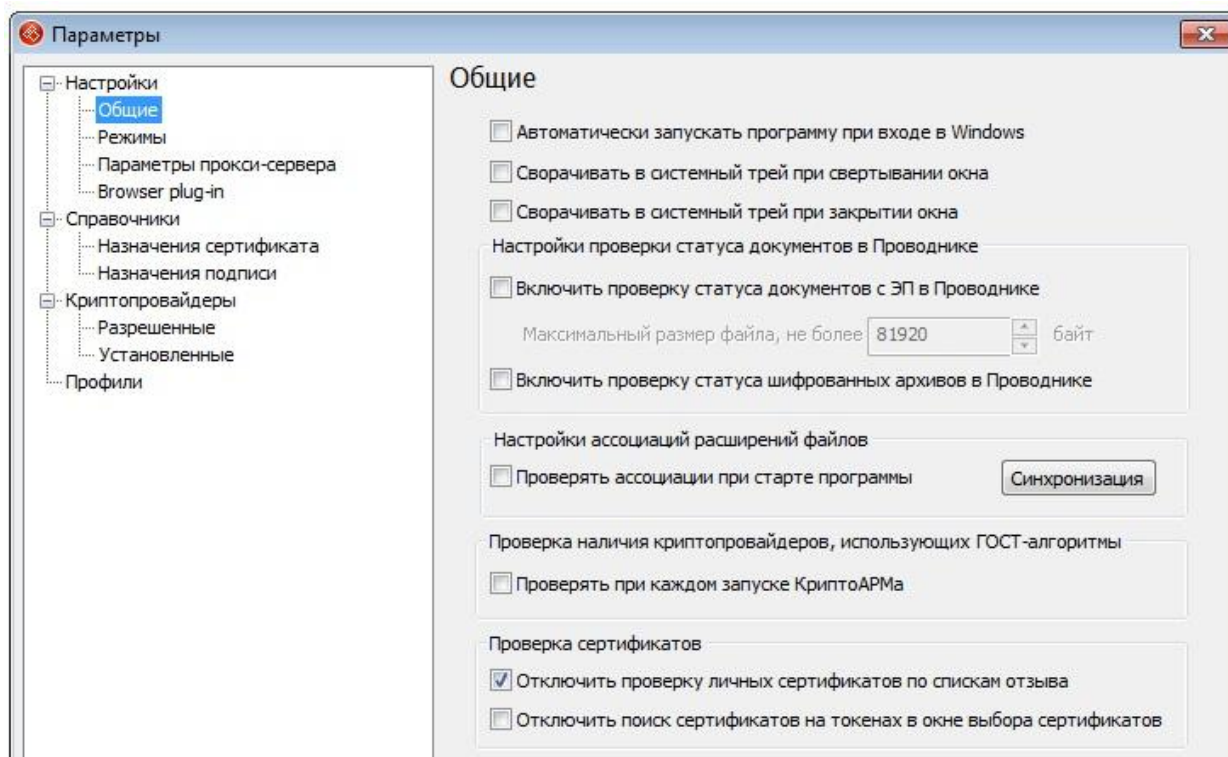 Параметры
Настройки
Общие
Режимы
Параметры прокси-сервера
Browser plug-in
Справочники
Назначения сертификата
Назначения подписи
Криптопровайдеры
Разрешенные
Установленные
Профили
Общие
Автоматически запускать программу при входе в Windows
Сворачивать в системный трей при свертывании окна
Сворачивать в системный трей при закрытии окна
Настройки проверки статуса документов в Проводнике
Включить проверку статуса документов с ЭП в Проводнике
Максимальный размер файла, не более 81920 байт
Включить проверку статуса шифрованных архивов в Проводнике
Настройки ассоциаций расширений файлов
Проверять ассоциации при старте программы Синхронизация
Проверка наличия криптопровайдеров, использующих ГОСТ-алгоритмы
Проверять при каждом запуске КриптоАРМа
Проверка сертификатов
Отключить проверку личных сертификатов по спискам отзыва
Отключить поиск сертификатов на токенах в окне выбора сертификатов